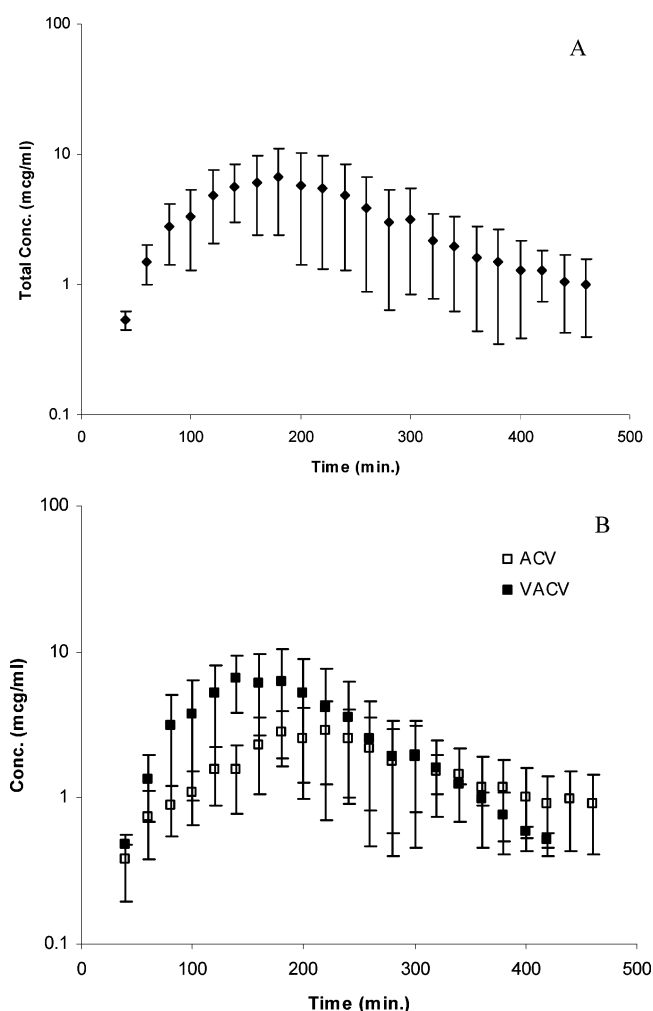 A
100
10
1
0.1
Total Conc. (mcg/ml)
0 100 200 300 400 500
Time (min.)
B
100
10
1
0.1
ACV
VACV
Conc. (mcg/ml)
0 100 200 300 400 500
Time (min.)